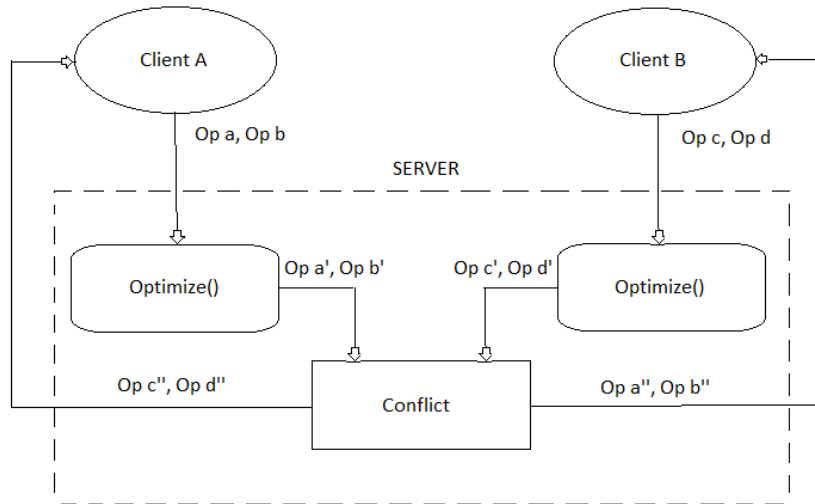 Client A
Client B
Op a, Op b
Op c, Op d
SERVER
Op a', Op b'
Op c', Op d'
Optimize()
Optimize()
Op c'', Op d''
Conflict
Op a'', Op b''